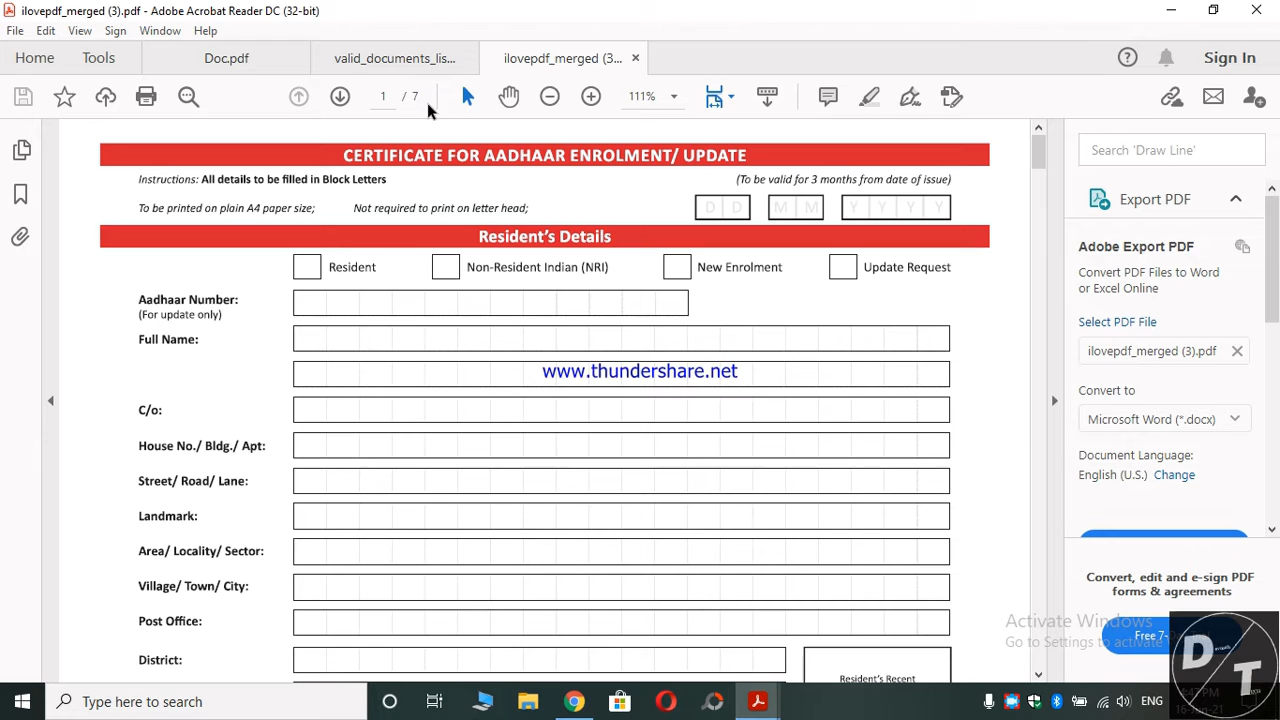 ilovepdf_merged (3).pdf - Adobe Acrobat Reader DC (32-bit)
File Edit View Sign Window Help
Home Tools Doc.pdf valid_documents_lis... ilovepdf_merged (3... Sign In
1 / 7 111%
CERTIFICATE FOR AADHAAR ENROLMENT/ UPDATE
Instructions: All details to be filled in Block Letters (To be valid for 3 months from date of issue)
To be printed on plain A4 paper size; Not required to print on letter head; D D M M Y Y Y Y
Resident's Details
Resident Non-Resident Indian (NRI) New Enrolment Update Request
Aadhaar Number:
(For update only)
Full Name:
www.thundershare.net
C/o:
House No./ Bldg./ Apt:
Street/ Road/ Lane:
Landmark:
Area/ Locality/ Sector:
Village/ Town/ City:
Post Office:
District:
Resident's Recent
Search 'Draw Line'
Export PDF
Adobe Export PDF
Convert PDF Files to Word
or Excel Online
Select PDF File
ilovepdf_merged (3).pdf
Convert to
Microsoft Word (*.docx)
Document Language:
English (U.S.) Change
Convert, edit and e-sign PDF
forms & agreements
Activate Windows
Go to Settings to activate
Free 7-
D T
Type here to search
ENG
4:47 PM